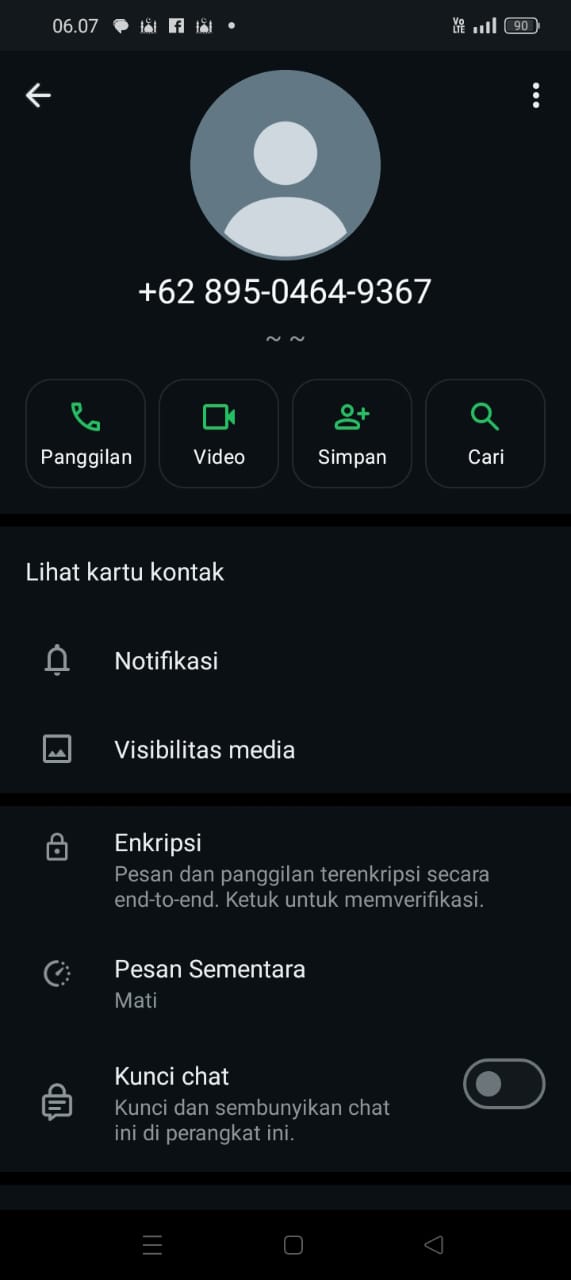 06.07
Vo LTE
90
+62 895-0464-9367
~ ~
Panggilan Video Simpan Cari
Lihat kartu kontak
Notifikasi
Visibilitas media
Enkripsi
Pesan dan panggilan terenkripsi secara
end-to-end. Ketuk untuk memverifikasi.
Pesan Sementara
Mati
Kunci chat
Kunci dan sembunyikan chat
ini di perangkat ini.